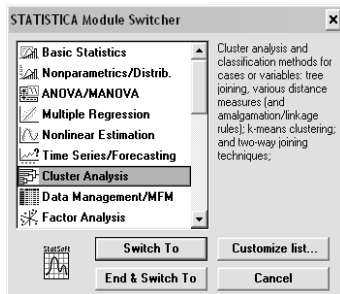 STATISTICA Module Switcher
Basic Statistics
Nonparametrics/Distrib.
ANOVA/MANOVA
Multiple Regression
Nonlinear Estimation
Time Series/Forecasting
Cluster Analysis
Data Management/MFM
Factor Analysis
Cluster analysis and
classification methods for
cases or variables: tree
joining, various distance
measures (and
amalgamation/linkage
rules); k-means clustering;
and two-way joining
techniques;
StatSoft
Switch To
Customize list...
End & Switch To
Cancel